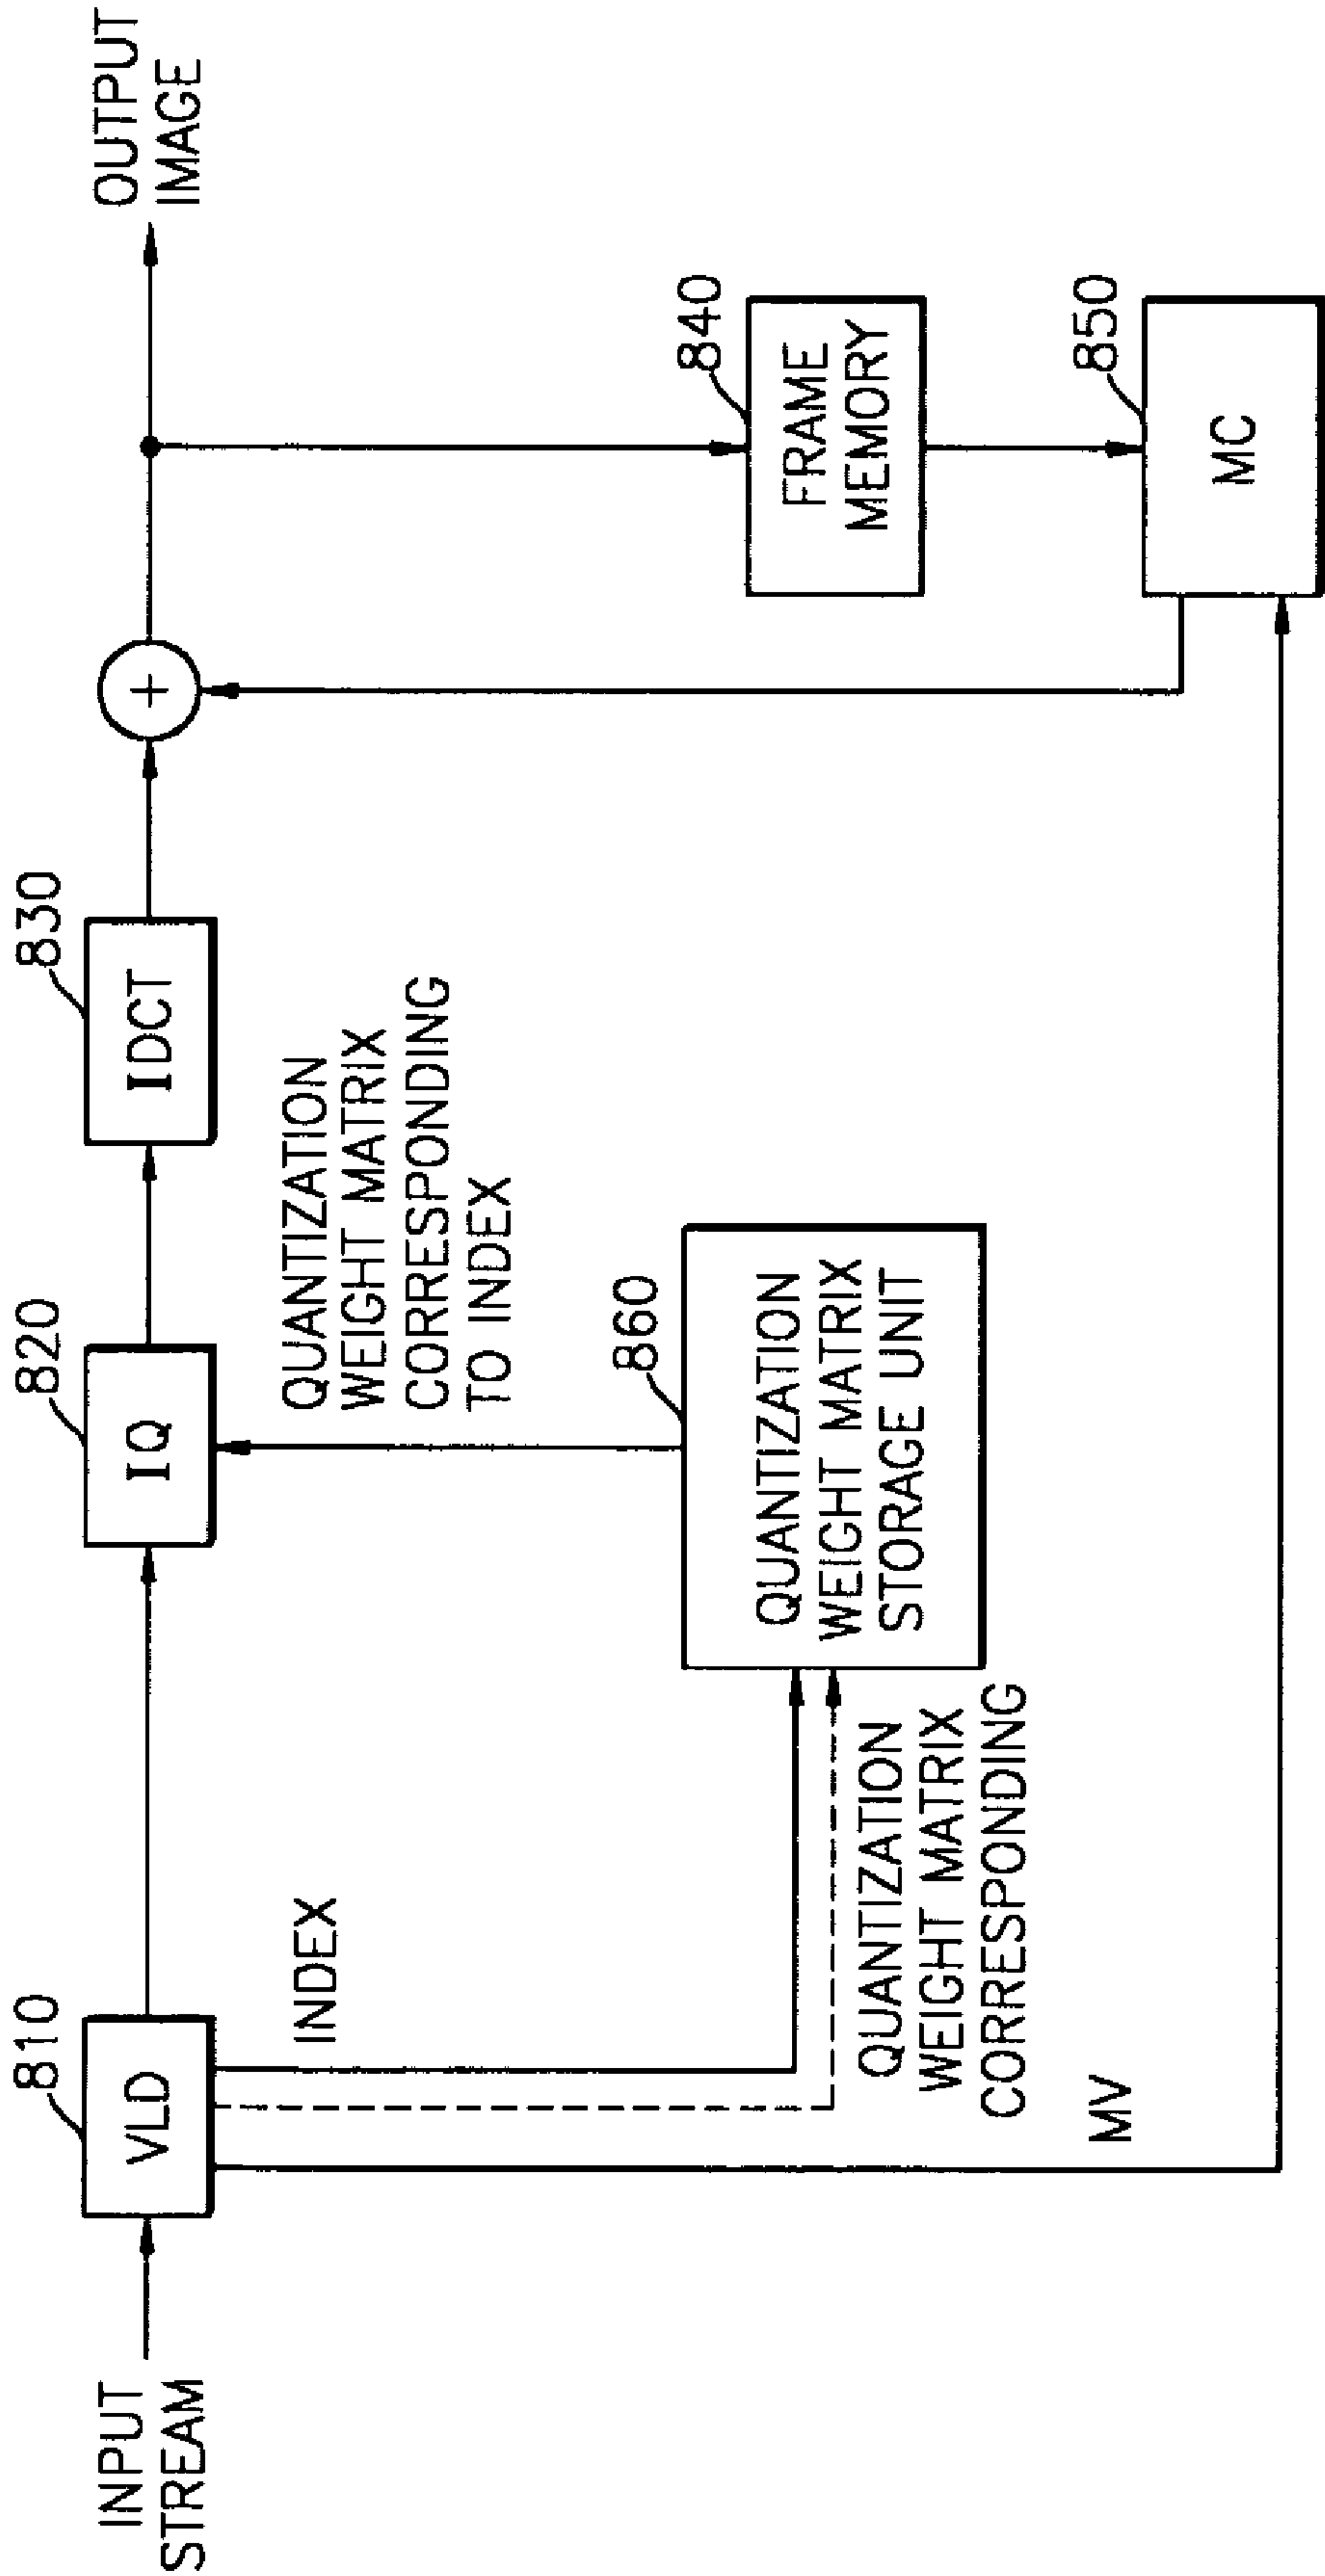 INPUT
STREAM
810
VLD
820
IQ
830
IDCT
+
OUTPUT
IMAGE
INDEX
QUANTIZATION
WEIGHT MATRIX
CORRESPONDING
TO INDEX
860
QUANTIZATION
WEIGHT MATRIX
STORAGE UNIT
840
FRAME
MEMORY
QUANTIZATION
WEIGHT MATRIX
CORRESPONDING
MV
850
MC